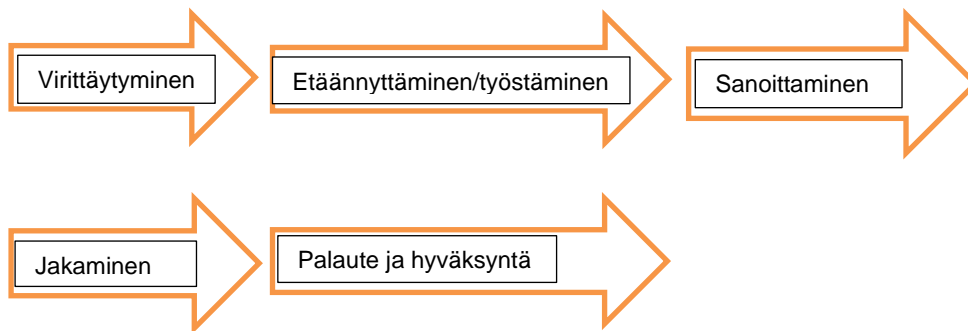 Virittäytyminen
Etäännyttäminen/työstäminen
Sanoittaminen
Jakaminen
Palaute ja hyväksyntä